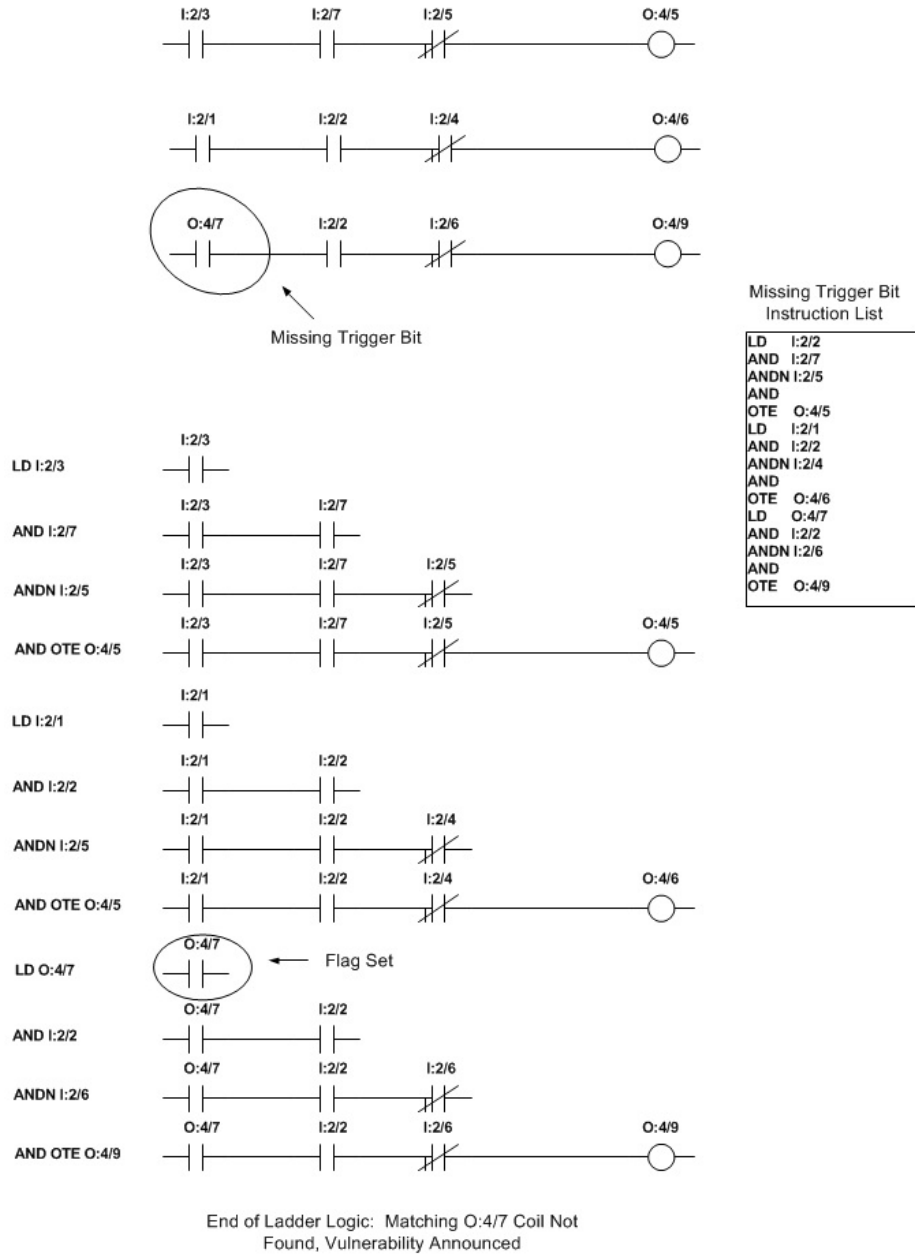 I:2/3 I:2/7 I:2/5 O:4/5
I:2/1 I:2/2 I:2/4 O:4/6
O:4/7 I:2/2 I:2/6 O:4/9
Missing Trigger Bit
Missing Trigger Bit
Instruction List
LD I:2/2
AND I:2/7
ANDN I:2/5
AND
OTE O:4/5
LD I:2/1
AND I:2/2
ANDN I:2/4
AND
OTE O:4/6
LD O:4/7
AND I:2/2
ANDN I:2/6
AND
OTE O:4/9
I:2/3
LD I:2/3
I:2/3 I:2/7
AND I:2/7
I:2/3 I:2/7 I:2/5
ANDN I:2/5
I:2/3 I:2/7 I:2/5 O:4/5
AND OTE O:4/5
I:2/1
LD I:2/1
I:2/1 I:2/2
AND I:2/2
I:2/1 I:2/2 I:2/4
ANDN I:2/5
I:2/1 I:2/2 I:2/4 O:4/6
AND OTE O:4/5
O:4/7
LD O:4/7 Flag Set
O:4/7 I:2/2
AND I:2/2
O:4/7 I:2/2 I:2/6
ANDN I:2/6
O:4/7 I:2/2 I:2/6 O:4/9
AND OTE O:4/9
End of Ladder Logic: Matching O:4/7 Coil Not
Found, Vulnerability Announced